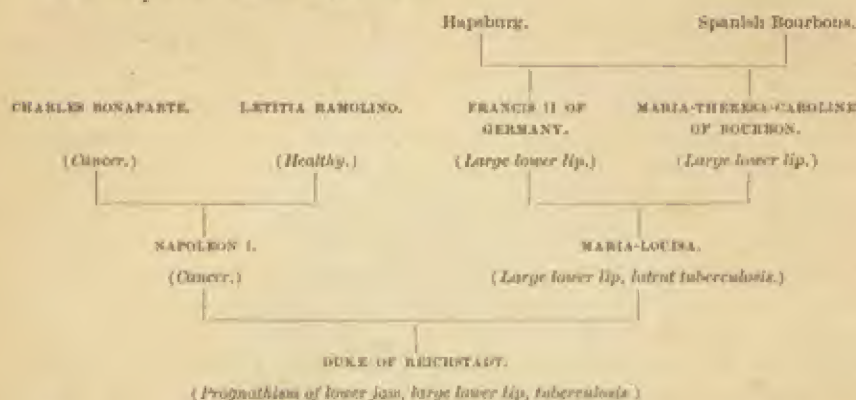 Hapsburg. Spanish Bourbons.
CHARLES BONAPARTE. LÆTITIA RAMOLINO. FRANCIS II OF MARIA-THERESA-CAROLINE
GERMANY. OF BOURBON.
(Cancer.) (Healthy.) (Large lower lip.) (Large lower lip.)
NAPOLEON I. MARIA-LOUISA.
(Cancer.) (Large lower lip, latent tuberculosis.)
DUKE OF REICHSTADT.
(Prognathism of lower jaw, large lower lip, tuberculosis.)